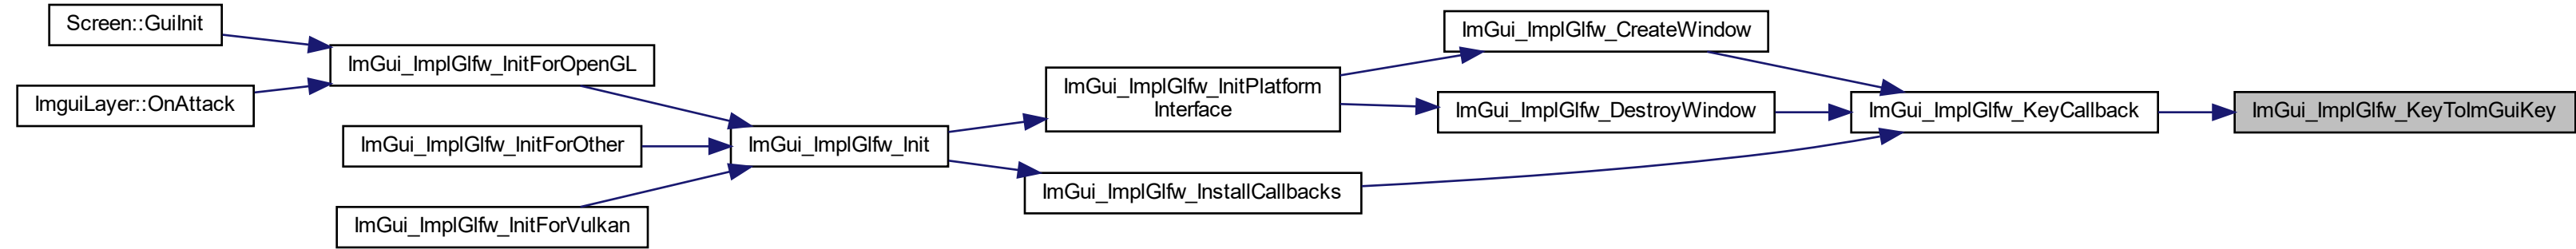 Screen::GuiInit
ImguiLayer::OnAttack
ImGui_ImplGlfw_InitForOpenGL
ImGui_ImplGlfw_InitForOther
ImGui_ImplGlfw_InitForVulkan
ImGui_ImplGlfw_Init
ImGui_ImplGlfw_InitPlatform
Interface
ImGui_ImplGlfw_InstallCallbacks
ImGui_ImplGlfw_CreateWindow
ImGui_ImplGlfw_DestroyWindow
ImGui_ImplGlfw_KeyCallback
ImGui_ImplGlfw_KeyToImGuiKey